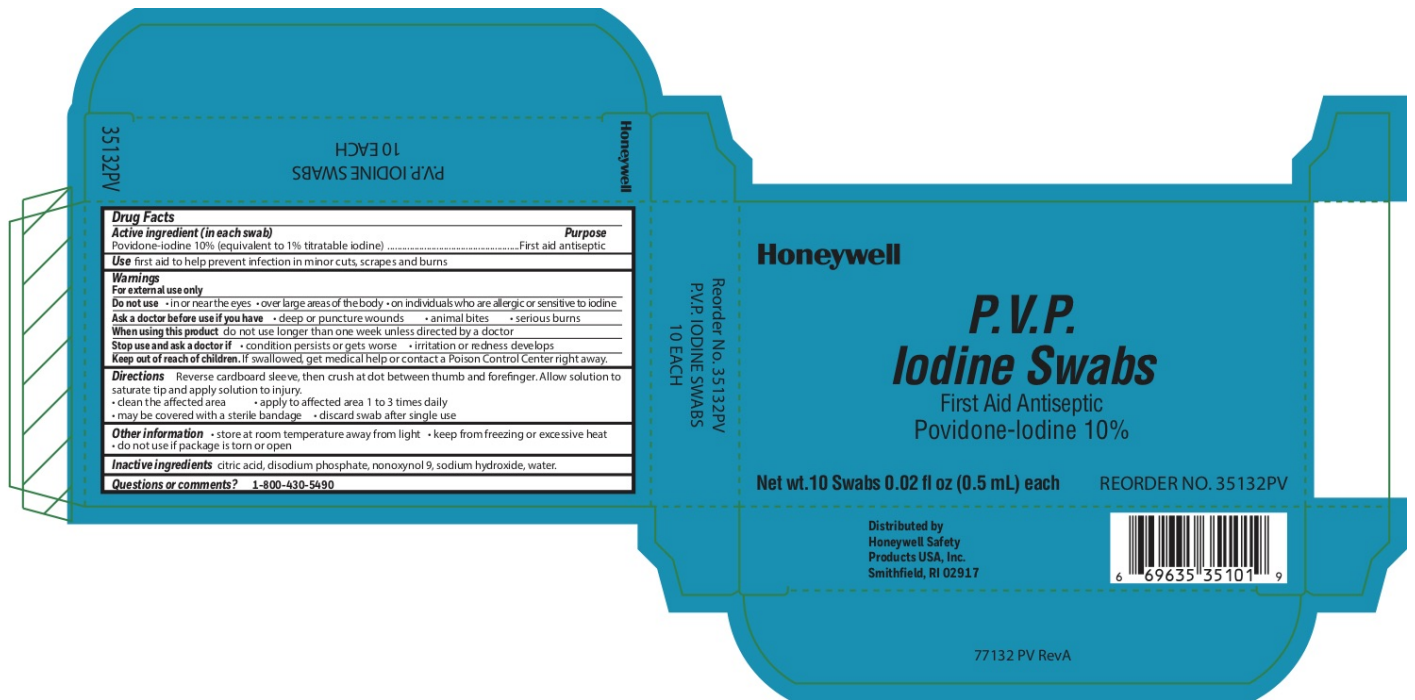 35132PV
P.V.P. IODINE SWABS
10 EACH
Honeywell
Drug Facts
Active ingredient (in each swab) Purpose
Povidone-iodine 10% (equivalent to 1% titratable iodine) ..................................................First aid antiseptic
Use first aid to help prevent infection in minor cuts, scrapes and burns
Warnings
For external use only
Do not use • in or near the eyes • over large areas of the body • on individuals who are allergic or sensitive to iodine
Ask a doctor before use if you have • deep or puncture wounds • animal bites • serious burns
When using this product do not use longer than one week unless directed by a doctor
Stop use and ask a doctor if • condition persists or gets worse • irritation or redness develops
Keep out of reach of children. If swallowed, get medical help or contact a Poison Control Center right away.
Directions Reverse cardboard sleeve, then crush at dot between thumb and forefinger. Allow solution to
saturate tip and apply solution to injury.
• clean the affected area • apply to affected area 1 to 3 times daily
• may be covered with a sterile bandage • discard swab after single use
Other information • store at room temperature away from light • keep from freezing or excessive heat
• do not use if package is torn or open
Inactive ingredients citric acid, disodium phosphate, nonoxynol 9, sodium hydroxide, water.
Questions or comments? 1-800-430-5490
Reorder No. 35132PV
P.V.P. IODINE SWABS
10 EACH
Honeywell
P.V.P.
Iodine Swabs
First Aid Antiseptic
Povidone-Iodine 10%
Net wt.10 Swabs 0.02 fl oz (0.5 mL) each REORDER NO. 35132PV
Distributed by
Honeywell Safety
Products USA, Inc.
Smithfield, RI 02917
6 69635 35101 9
77132 PV RevA